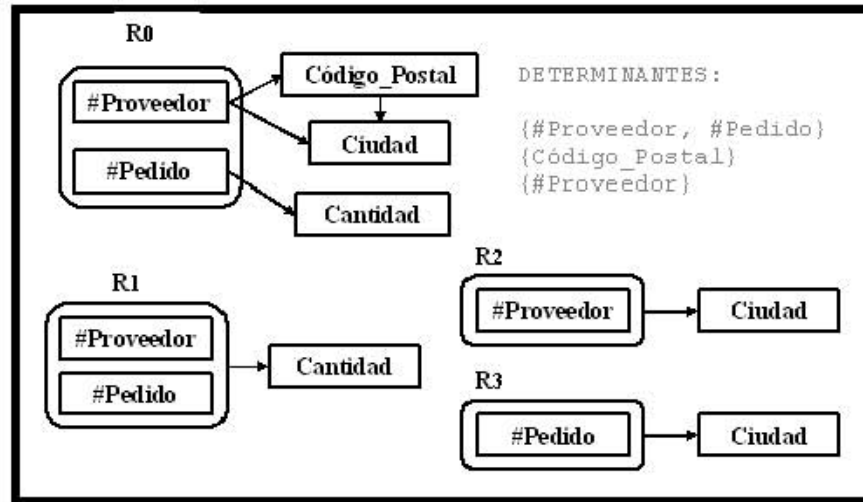 R0
#Proveedor
#Pedido
Código_Postal
Ciudad
Cantidad
DETERMINANTES:
{#Proveedor, #Pedido}
{Código_Postal}
{#Proveedor}
R1
#Proveedor
#Pedido
Cantidad
R2
#Proveedor
Ciudad
R3
#Pedido
Ciudad